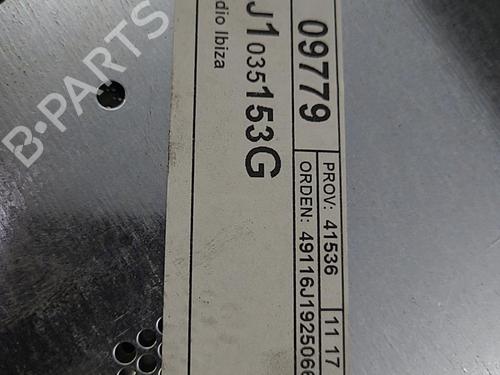 09779
J1 035 153G
dio Ibiza
PROV: 41536
11 17
ORDEN: 49116J1925066
B-PARTS